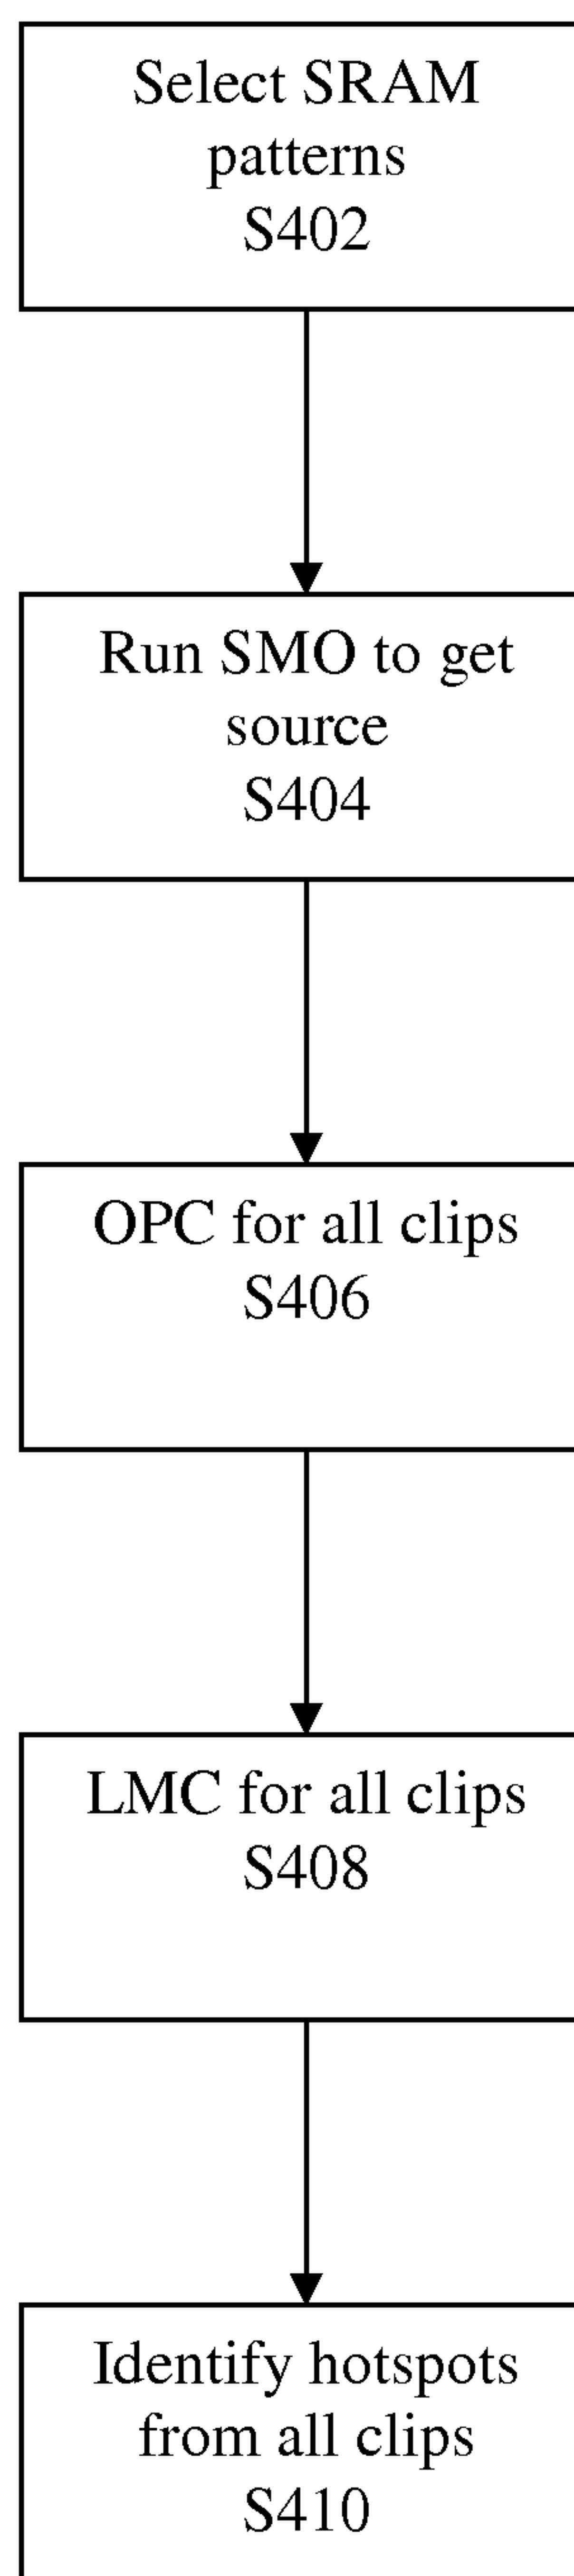 Select SRAM
patterns
S402
Run SMO to get
source
S404
OPC for all clips
S406
LMC for all clips
S408
Identify hotspots
from all clips
S410